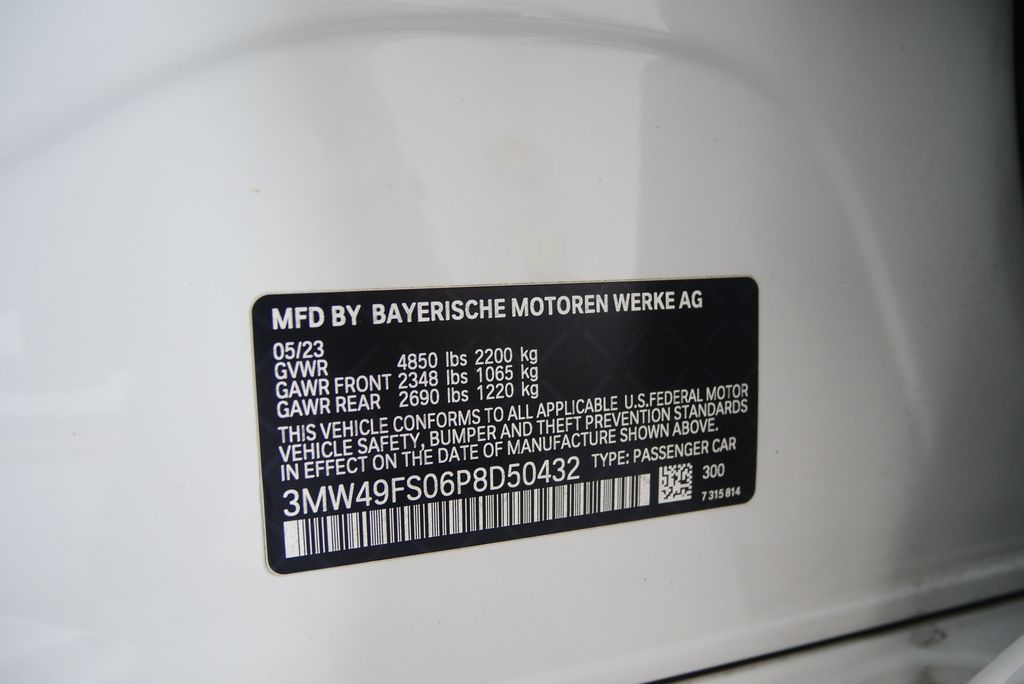 MFD BY BAYERISCHE MOTOREN WERKE AG
05/23
GVWR 4850 lbs 2200 kg
GAWR FRONT 2348 lbs 1065 kg
GAWR REAR 2690 lbs 1220 kg
THIS VEHICLE CONFORMS TO ALL APPLICABLE U.S.FEDERAL MOTOR
VEHICLE SAFETY, BUMPER AND THEFT PREVENTION STANDARDS
IN EFFECT ON THE DATE OF MANUFACTURE SHOWN ABOVE.
3MW49FS06P8D50432 TYPE: PASSENGER CAR
300
7 315 814